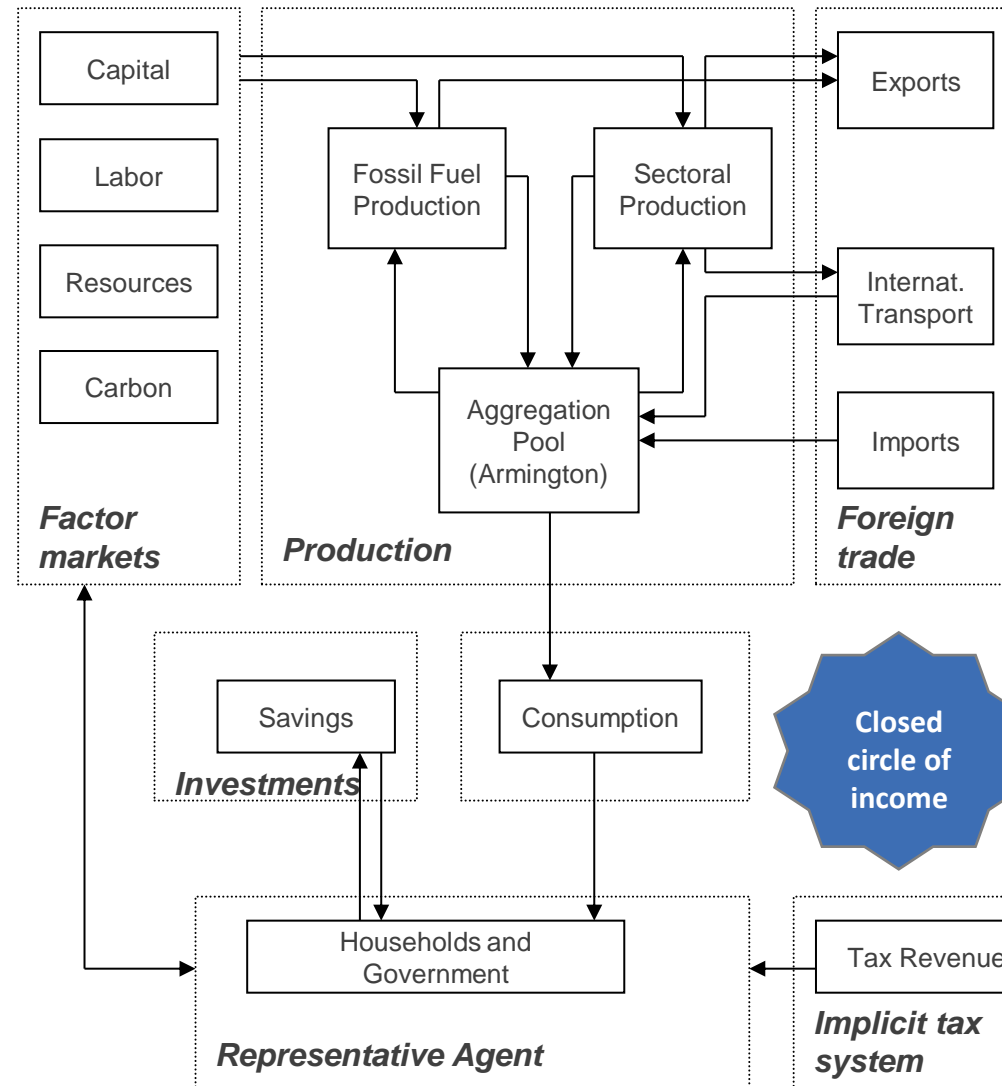 Capital
Labor
Resources
Carbon
Factor
markets
Fossil Fuel
Production
Sectoral
Production
Aggregation
Pool
(Armington)
Production
Exports
Internat.
Transport
Imports
Foreign
trade
Savings
Investments
Consumption
Closed
circle of
income
Households and
Government
Representative Agent
Tax Revenue
Implicit tax
system